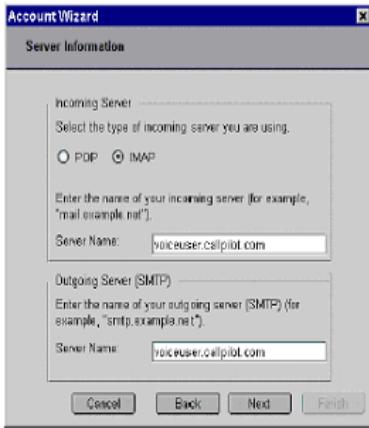 Account Wizard
Server Information
Incoming Server
Select the type of incoming server you are using.
POP IMAP
Enter the name of your incoming server (for example,
"mail.example.net").
Server Name: voiceuser.callpilot.com
Outgoing Server (SMTP)
Enter the name of your outgoing server (SMTP) (for
example, "smtp.example.net").
Server Name: voiceuser.callpilot.com
Cancel Back Next Finish